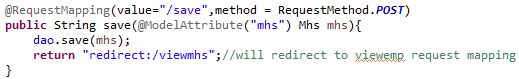 @RequestMapping(value="/save",method = RequestMethod.POST)
public String save(@ModelAttribute("mhs") Mhs mhs){
    dao.save(mhs);
    return "redirect:/viewmhs";//will redirect to viewemp request mapping
}